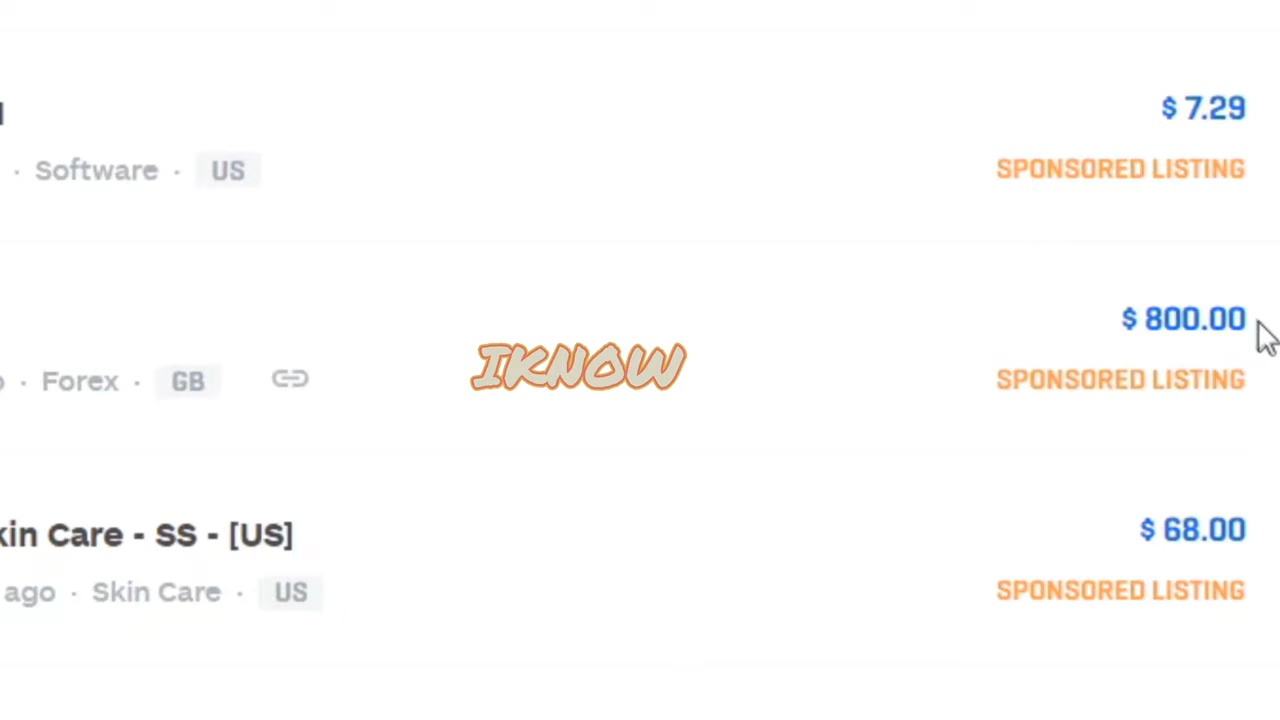 $ 7.29
· Software · US
SPONSORED LISTING
$ 800.00
IKNOW
· Forex · GB
SPONSORED LISTING
kin Care - SS - [US]
$ 68.00
ago · Skin Care · US
SPONSORED LISTING